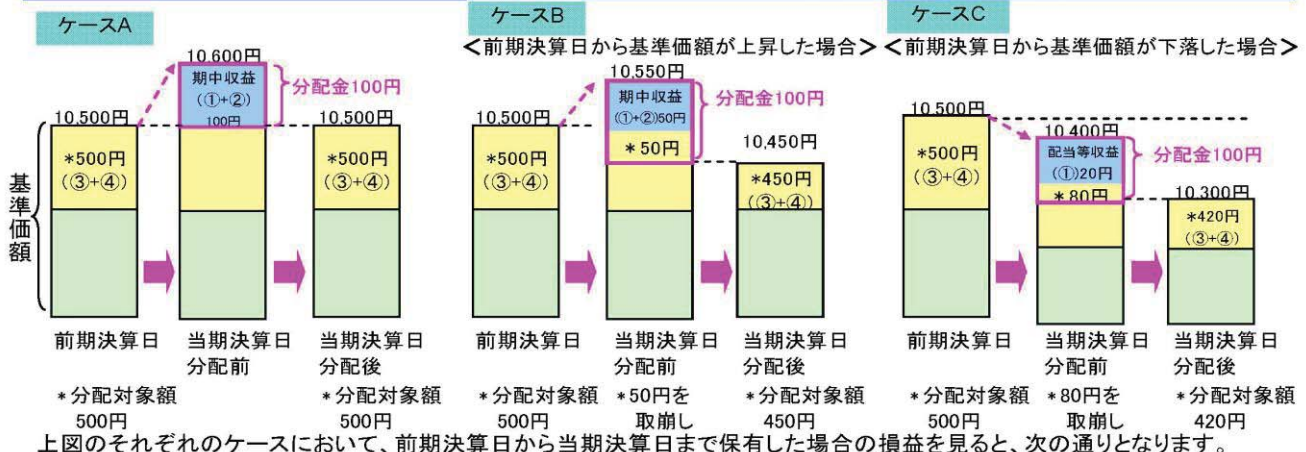 ケースA
10,600円
期中収益
(①+②)
100円
分配金100円
10,500円
*500円
(③+④)
10,500円
*500円
(③+④)
基準価額
前期決算日
当期決算日
分配前
当期決算日
分配後
*分配対象額
500円
*分配対象額
500円
ケースB
<前期決算日から基準価額が上昇した場合>
10,550円
期中収益
(①+②)50円
*50円
分配金100円
10,500円
*500円
(③+④)
10,450円
*450円
(③+④)
前期決算日
当期決算日
分配前
当期決算日
分配後
*分配対象額
500円
*50円を
取崩し
*分配対象額
450円
ケースC
<前期決算日から基準価額が下落した場合>
10,500円
*500円
(③+④)
10,400円
配当等収益
(①)20円
*80円
分配金100円
10,300円
*420円
(③+④)
前期決算日
当期決算日
分配前
当期決算日
分配後
*分配対象額
500円
*80円を
取崩し
*分配対象額
420円
上図のそれぞれのケースにおいて、前期決算日から当期決算日まで保有した場合の損益を見ると、次の通りとなります。